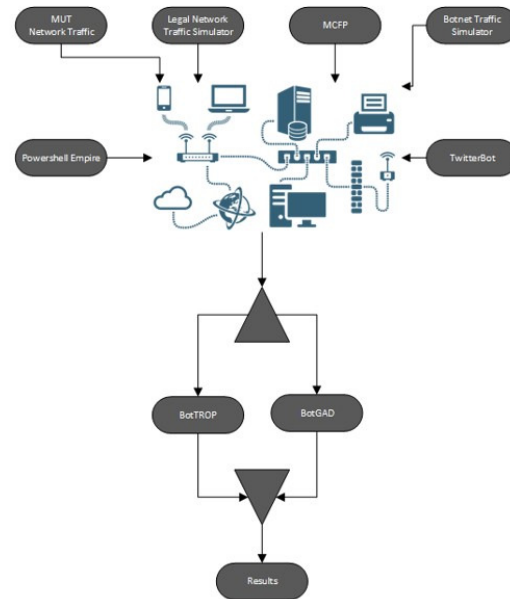 MUT
Network Traffic
Legal Network
Traffic Simulator
MCFP
Botnet Traffic
Simulator
Powershell Empire
TwitterBot
BotTROP
BotGAD
Results